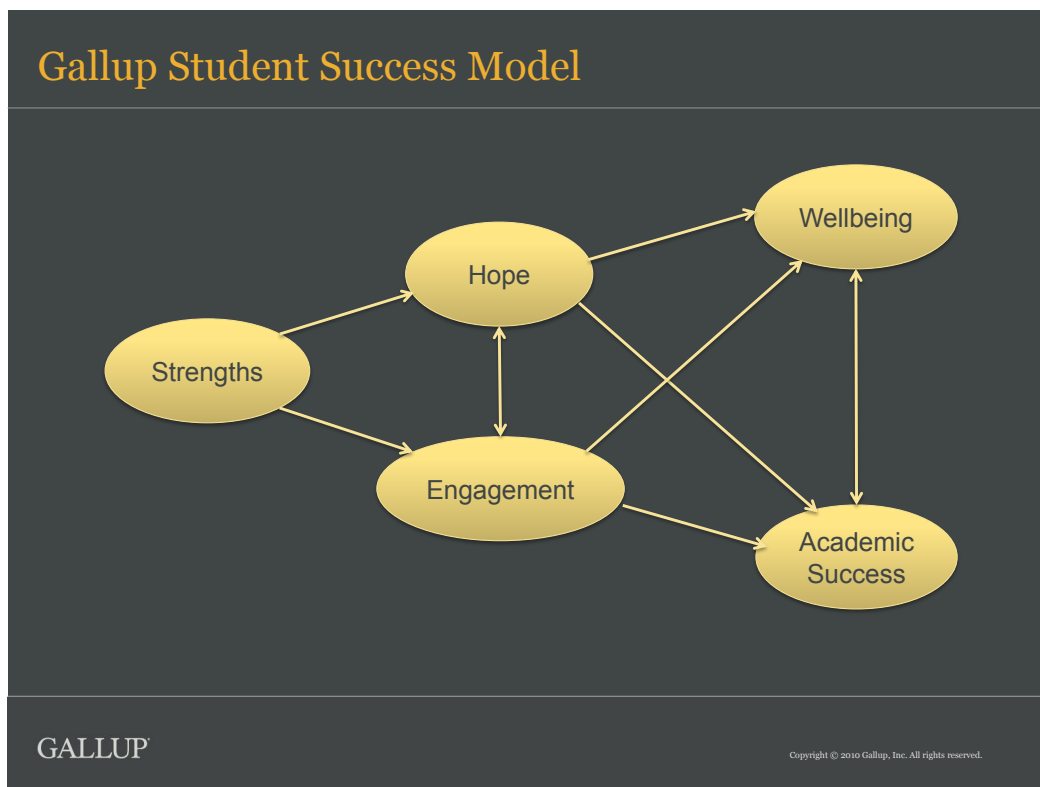 Gallup Student Success Model
Wellbeing
Hope
Strengths
Engagement
Academic
Success
GALLUP®
Copyright © 2010 Gallup, Inc. All rights reserved.